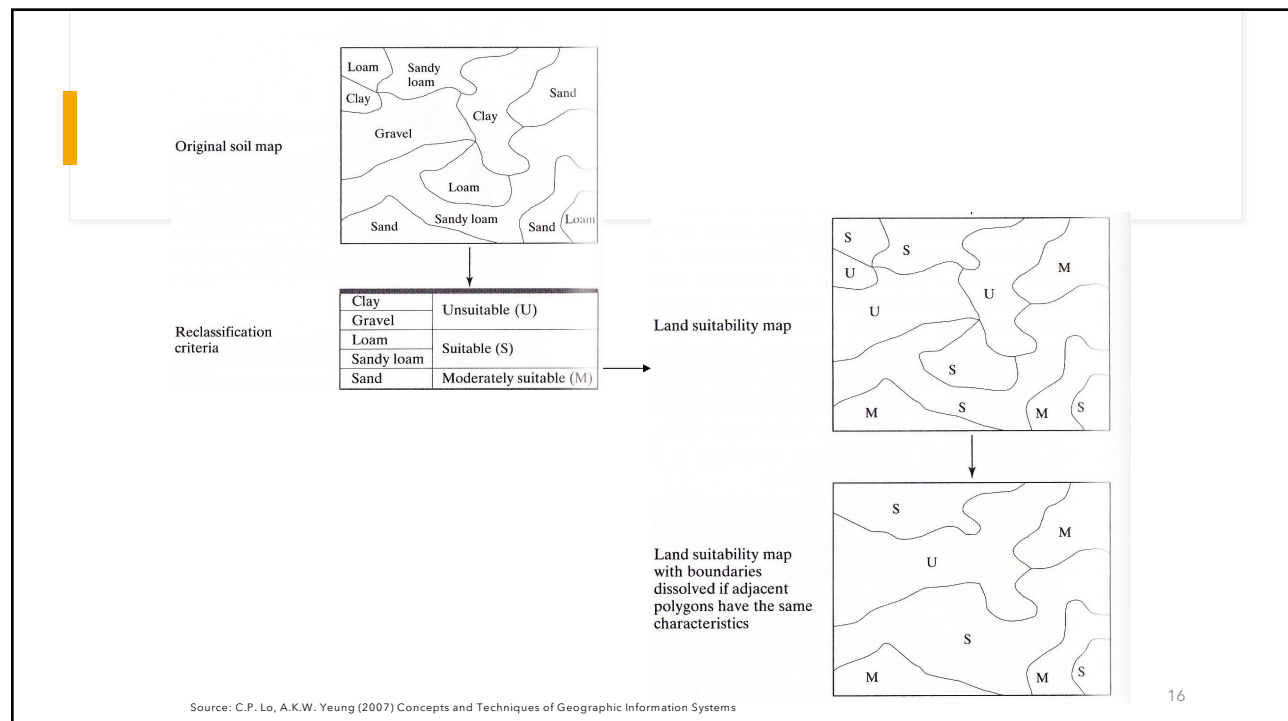 Original soil map
Loam
Sandy
loam
Sand
Clay
Clay
Gravel
Loam
Sand
Sandy loam
Sand
Loam
Reclassification
criteria
Clay
Gravel
Unsuitable (U)
Loam
Sandy loam
Suitable (S)
Sand
Moderately suitable (M)
Land suitability map
S
S
M
U
U
U
S
M
S
M
S
Land suitability map
with boundaries
dissolved if adjacent
polygons have the same
characteristics
S
M
U
S
M
M
S
Source: C.P. Lo, A.K.W. Yeung (2007) Concepts and Techniques of Geographic Information Systems
16